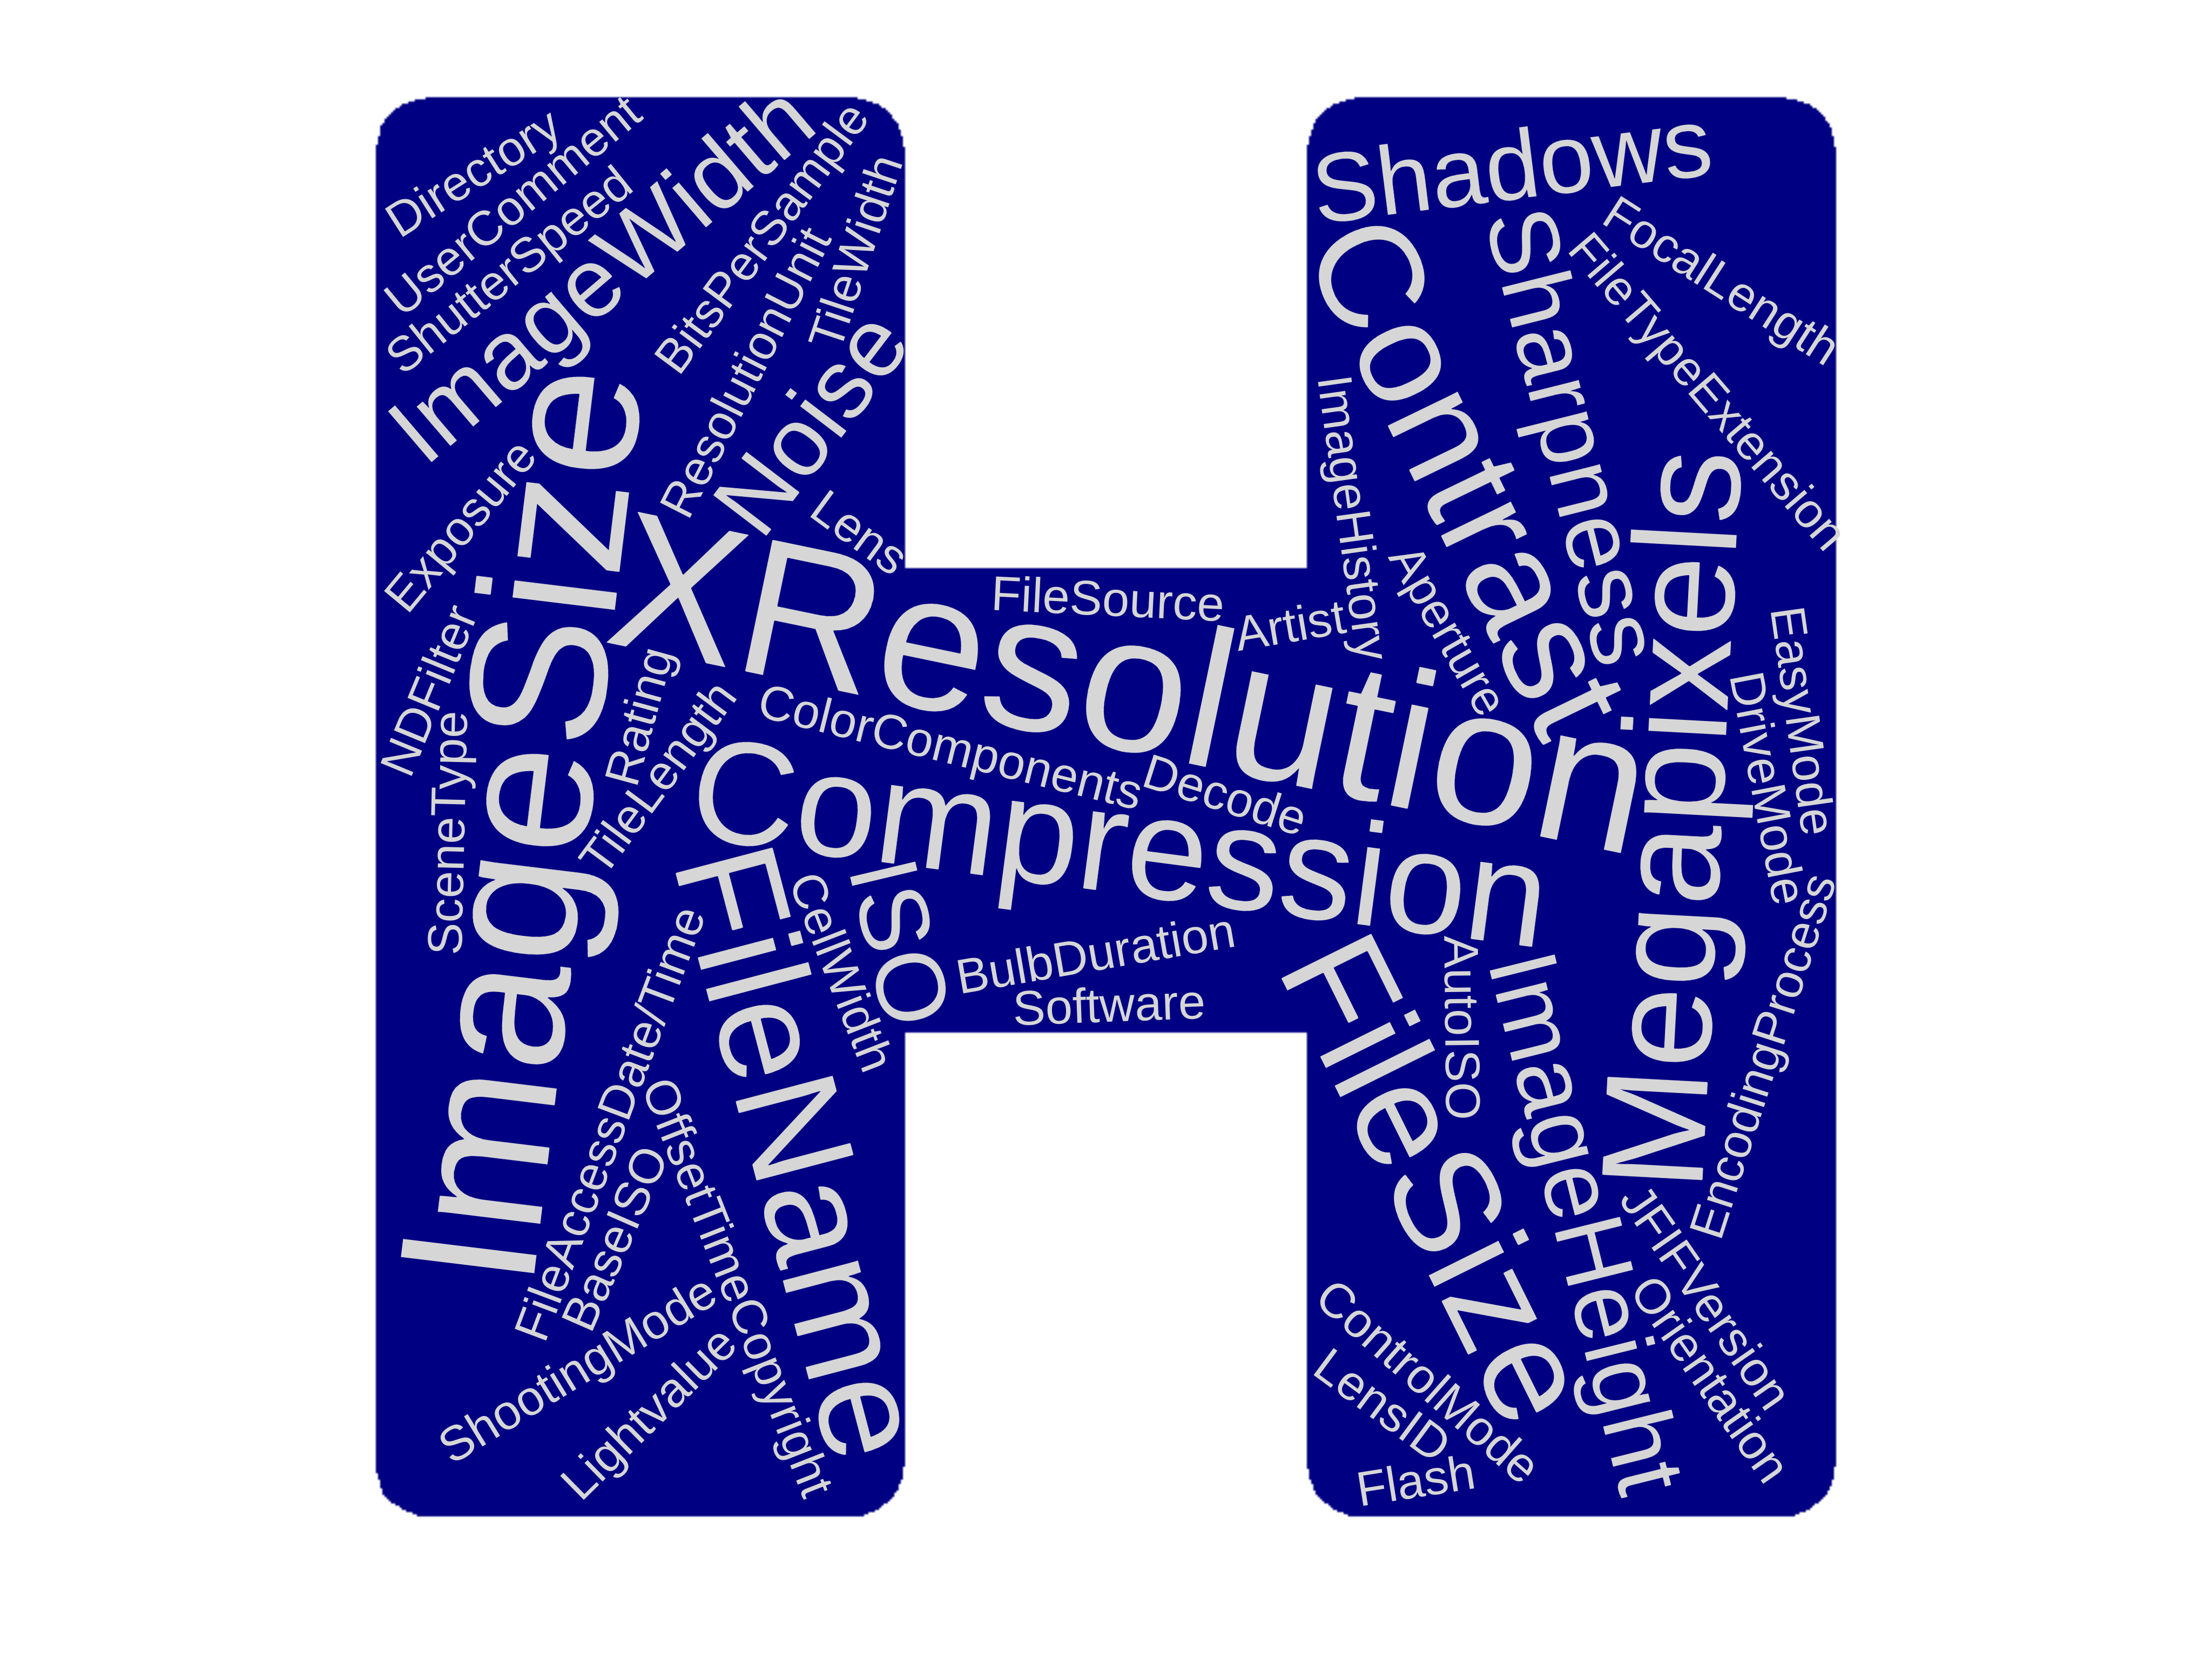 Directory
UserComment
ShutterSpeed
ImageWidth
BitsPerSample
TileWidth
ResolutionUnit
Noise
Lens
Exposure
ImageSize
NDFilter
SceneType
Rating
TileLength
XResolution
FileSource
Artist
ColorComponents
Decode
Compression
Shadows
Contrast
Sharpness
FocalLength
FileTypeExtension
ImageHistory
Aperture
Megapixels
EasyMode
DriveMode
EncodingProcess
FileName
CellWidth
Iso
BulbDuration
Software
FileAccessDate/Time
BaseISO
OffsetTime
Copyright
ShootingMode
Lightvalue
FileSize
AutoISO
ImageHeight
JFIFVersion
Orientation
ControlMode
LensID
Flash